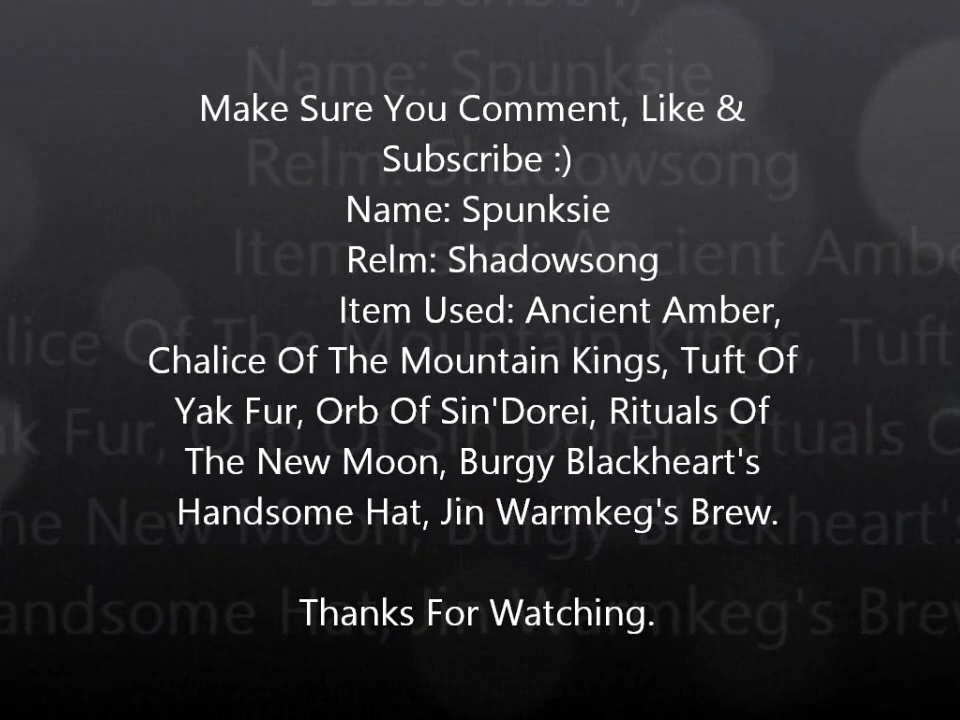 Make Sure You Comment, Like &
Subscribe :)
Name: Spunksie
Relm: Shadowsong
Item Used: Ancient Amber,
Chalice Of The Mountain Kings, Tuft Of
Yak Fur, Orb Of Sin'Dorei, Rituals Of
The New Moon, Burgy Blackheart's
Handsome Hat, Jin Warmkeg's Brew.
Thanks For Watching.